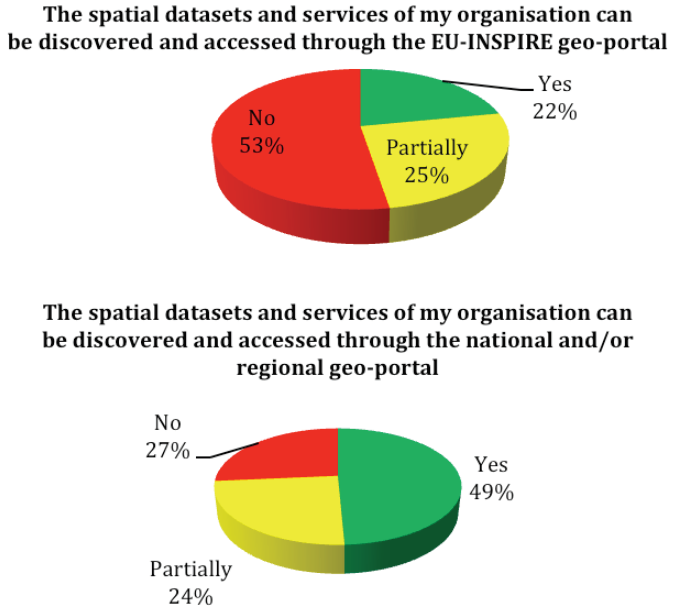 The spatial datasets and services of my organisation can
be discovered and accessed through the EU-INSPIRE geo-portal
Yes
22%
No
53%
Partially
25%
The spatial datasets and services of my organisation can
be discovered and accessed through the national and/or
regional geo-portal
No
27%
Yes
49%
Partially
24%